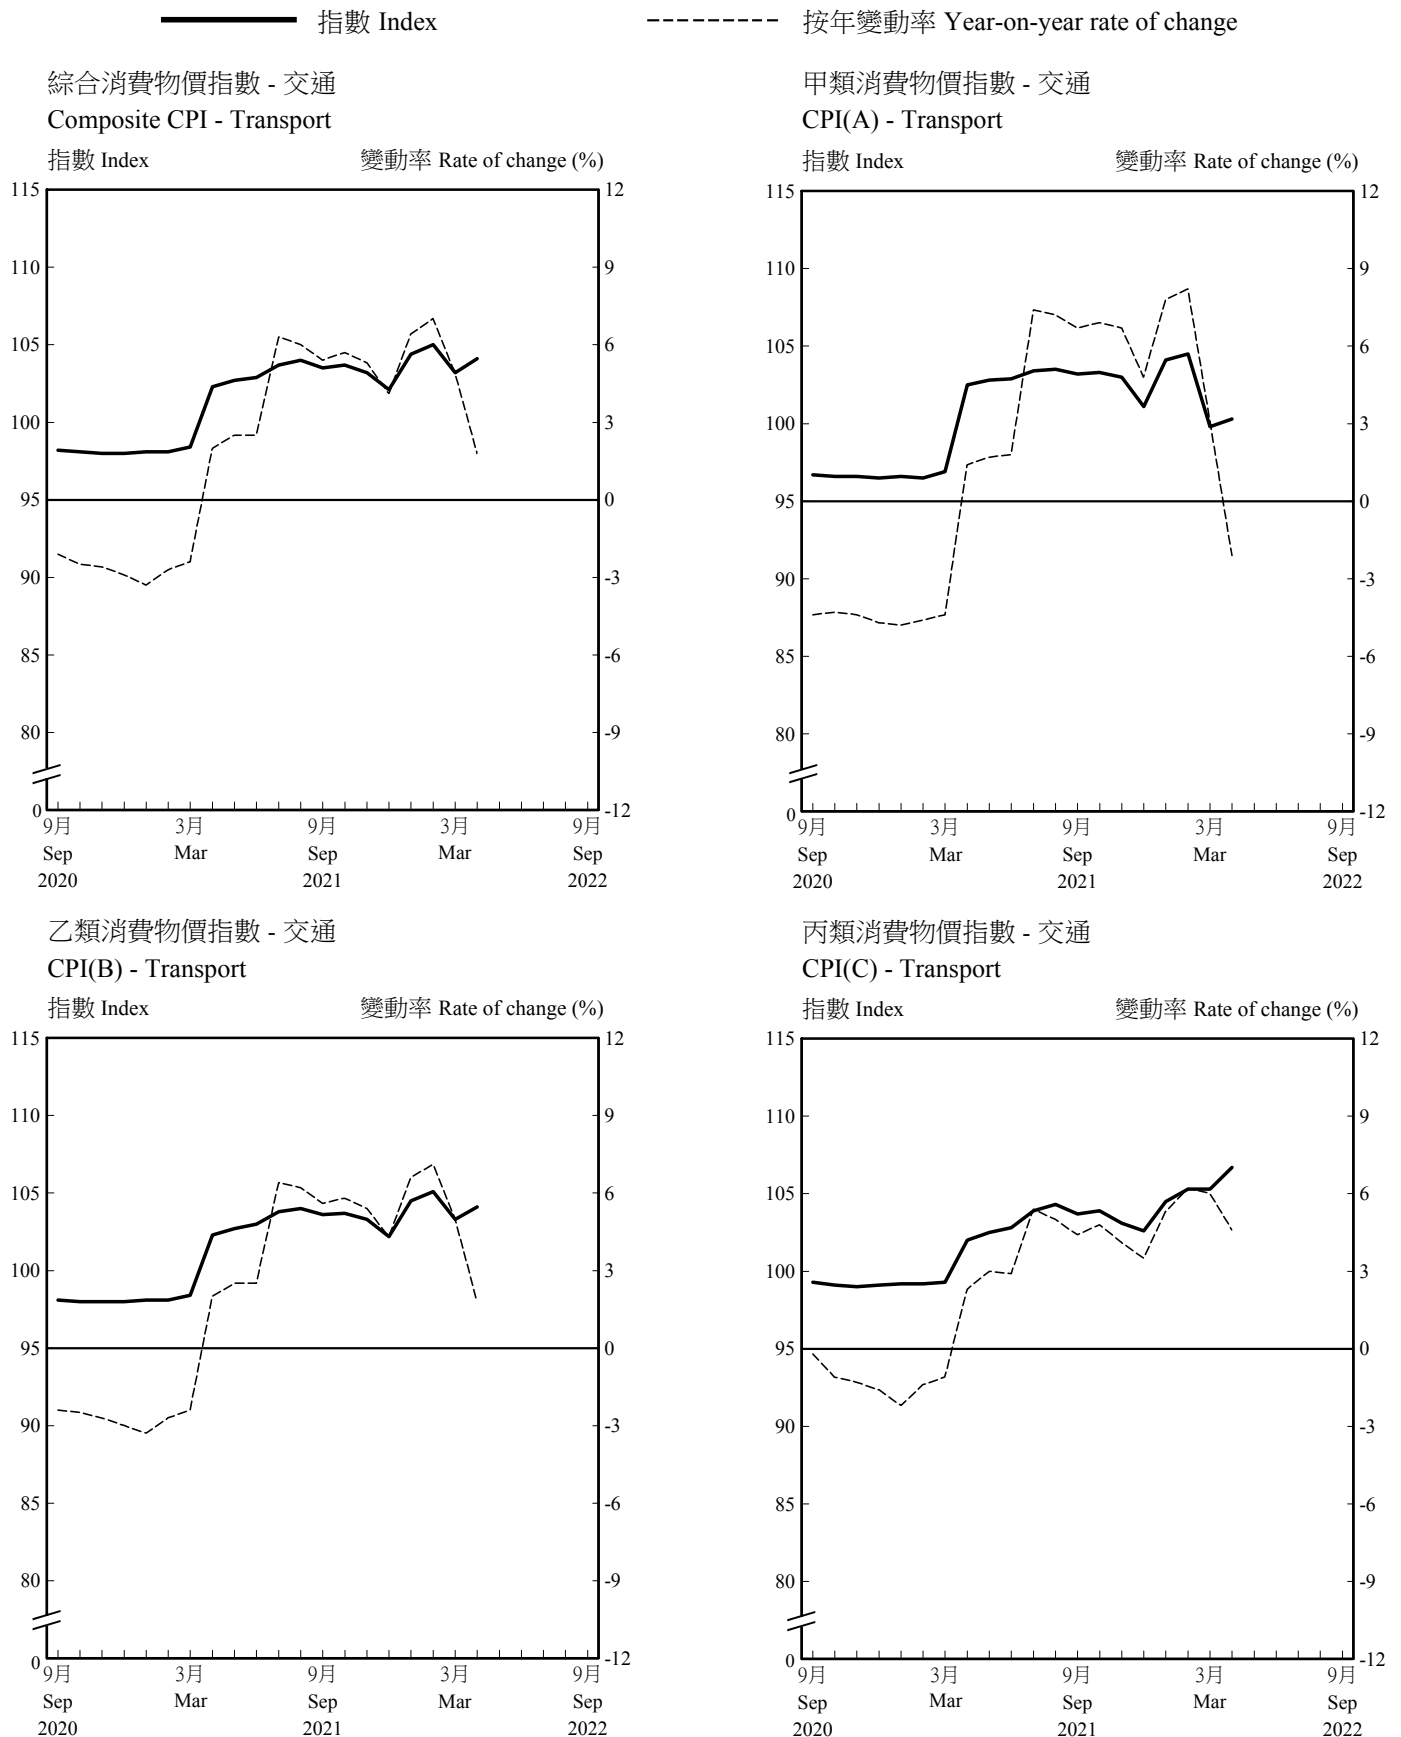 指數 Index
按年變動率 Year-on-year rate of change
綜合消費物價指數 - 交通
Composite CPI - Transport
指數 Index 變動率 Rate of change (%)
115 12
110 9
105 6
100 3
95 0
90 -3
85 -6
80 -9
0 -12
9月 3月 9月 3月 9月
Sep Mar Sep Mar Sep
2020 2021 2022
甲類消費物價指數 - 交通
CPI(A) - Transport
指數 Index 變動率 Rate of change (%)
115 12
110 9
105 6
100 3
95 0
90 -3
85 -6
80 -9
0 -12
9月 3月 9月 3月 9月
Sep Mar Sep Mar Sep
2020 2021 2022
乙類消費物價指數 - 交通
CPI(B) - Transport
指數 Index 變動率 Rate of change (%)
115 12
110 9
105 6
100 3
95 0
90 -3
85 -6
80 -9
0 -12
9月 3月 9月 3月 9月
Sep Mar Sep Mar Sep
2020 2021 2022
丙類消費物價指數 - 交通
CPI(C) - Transport
指數 Index 變動率 Rate of change (%)
115 12
110 9
105 6
100 3
95 0
90 -3
85 -6
80 -9
0 -12
9月 3月 9月 3月 9月
Sep Mar Sep Mar Sep
2020 2021 2022